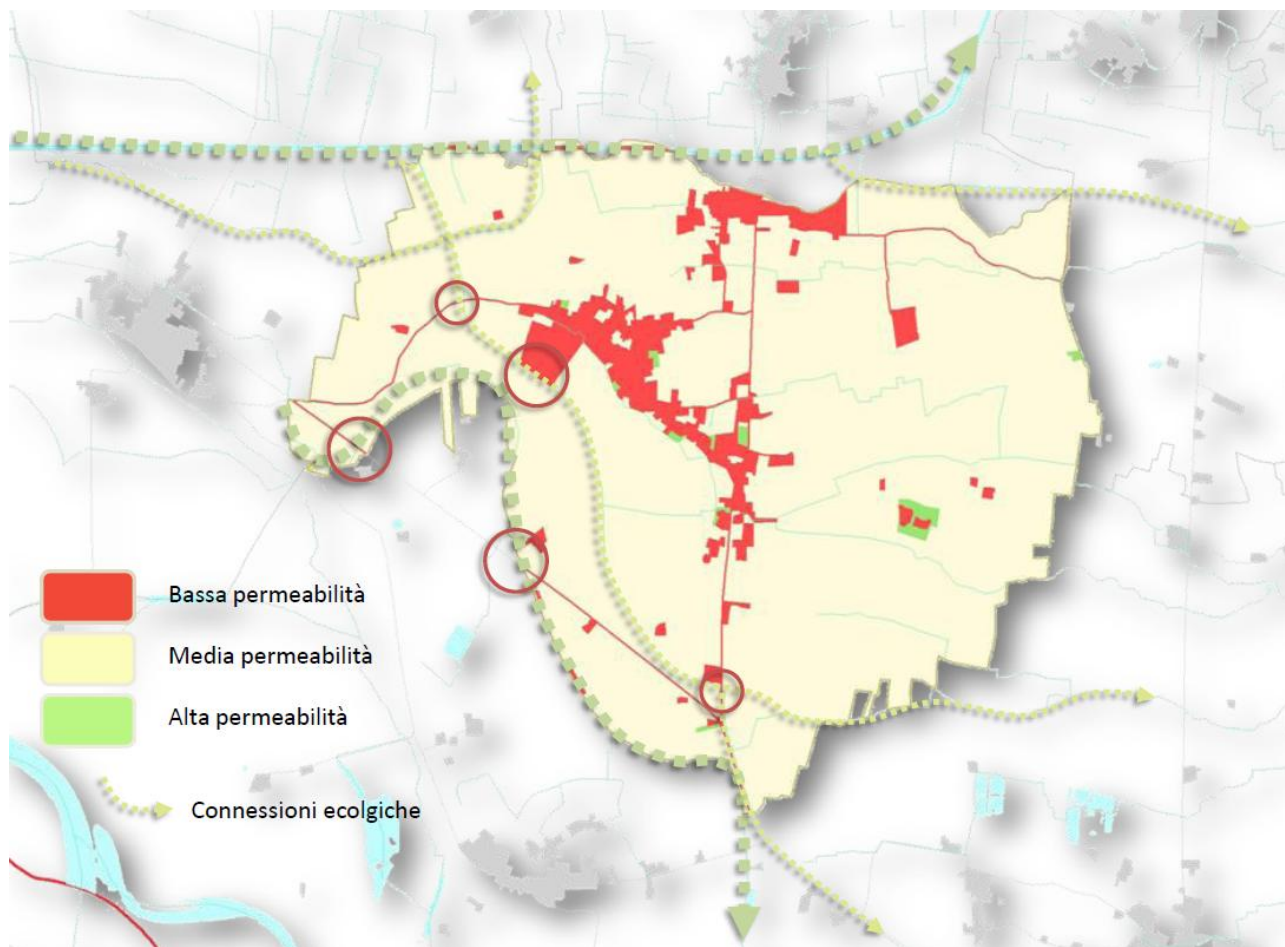 Bassa permeabilità
Media permeabilità
Alta permeabilità
Connessioni ecolgiche